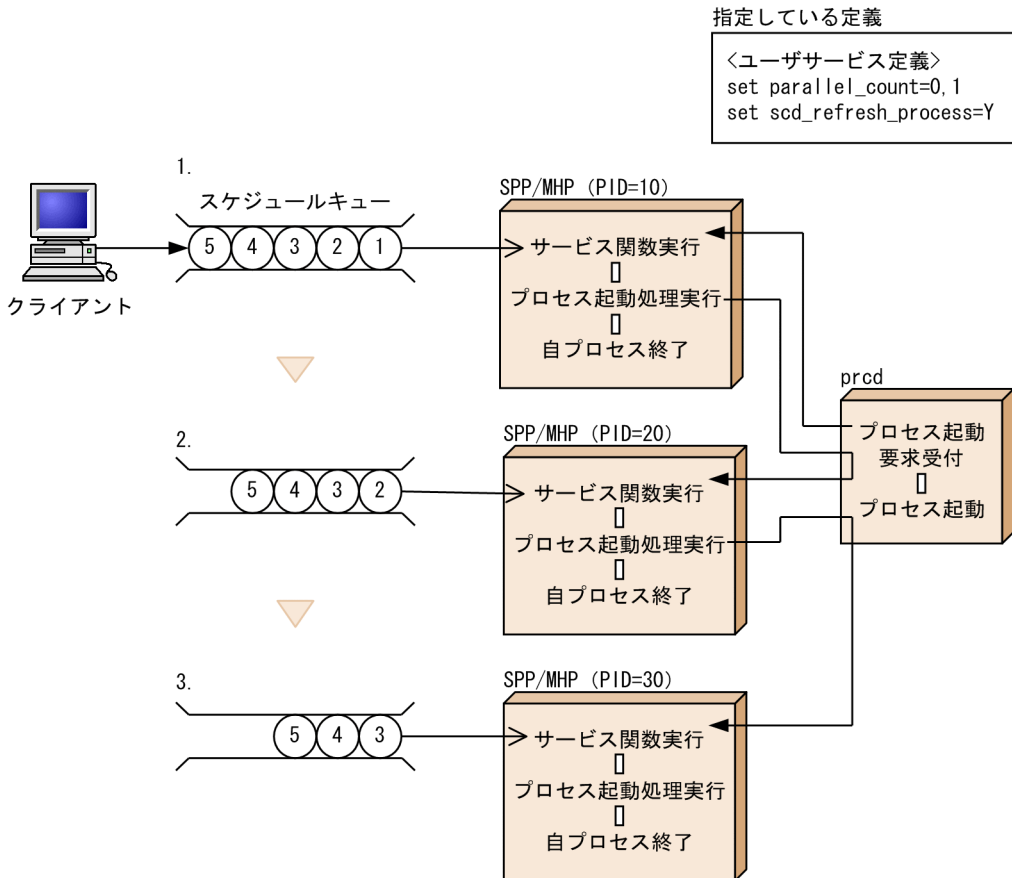 指定している定義
<ユーザサービス定義>
set parallel_count=0,1
set scd_refresh_process=Y
1.
スケジュールキュー
5 4 3 2 1
クライアント
SPP/MHP (PID=10)
サービス関数実行
プロセス起動処理実行
自プロセス終了
prcd
プロセス起動
要求受付
プロセス起動
2.
5 4 3 2
SPP/MHP (PID=20)
サービス関数実行
プロセス起動処理実行
自プロセス終了
3.
5 4 3
SPP/MHP (PID=30)
サービス関数実行
プロセス起動処理実行
自プロセス終了